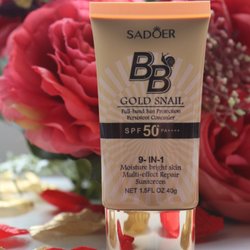 SADOER
BB
GOLD SNAIL
Full-band Sun Protection
Persistent Concealer
SPF 50 PA++++
9-IN-1
Moisture bright skin
Multi-effect Repair
Sunscreen
NET 1.5FL OZ 40g